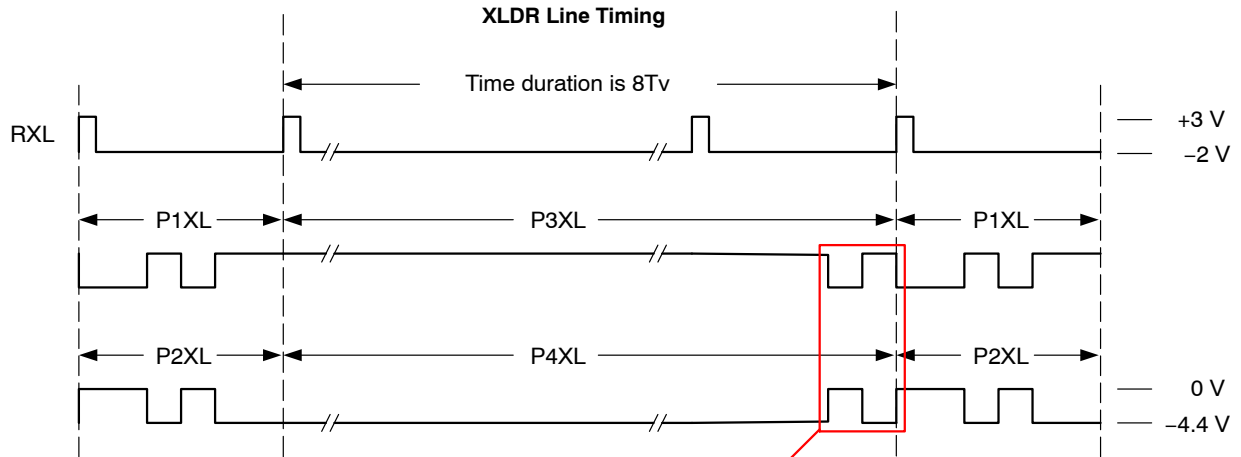 XLDR Line Timing
Time duration is 8Tv
RXL
+3 V
−2 V
P1XL
P3XL
P1XL
P2XL
P4XL
P2XL
0 V
−4.4 V